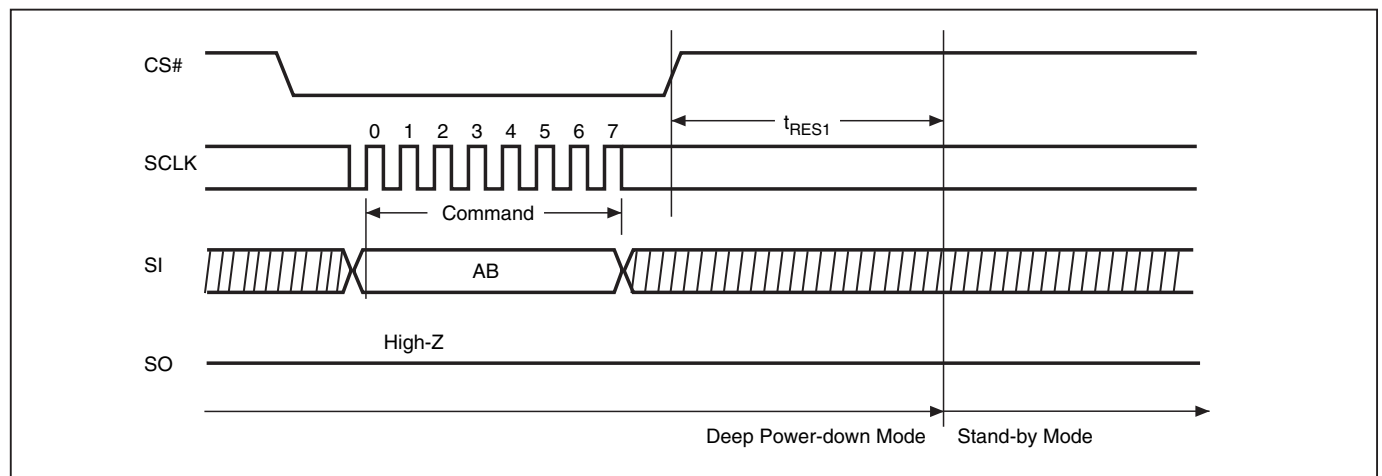 CS#
tRES1
0 1 2 3 4 5 6 7
SCLK
Command
SI
AB
High-Z
SO
Deep Power-down Mode
Stand-by Mode